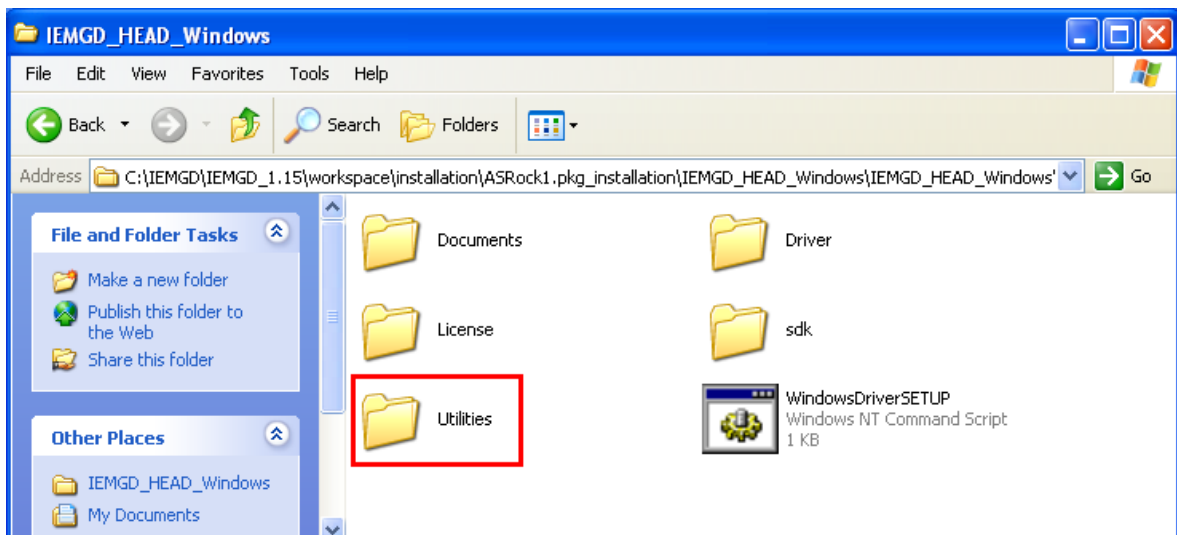 IEMGD_HEAD_Windows
File Edit View Favorites Tools Help
Back Search Folders
Address C:\IEMGD\IEMGD_1.15\workspace\installation\ASRock1.pkg_installation\IEMGD_HEAD_Windows\IEMGD_HEAD_Windows\ Go
File and Folder Tasks
Make a new folder
Publish this folder to
the Web
Share this folder
Other Places
IEMGD_HEAD_Windows
My Documents
Documents
Driver
License
sdk
Utilities
WindowsDriverSETUP
Windows NT Command Script
1 KB